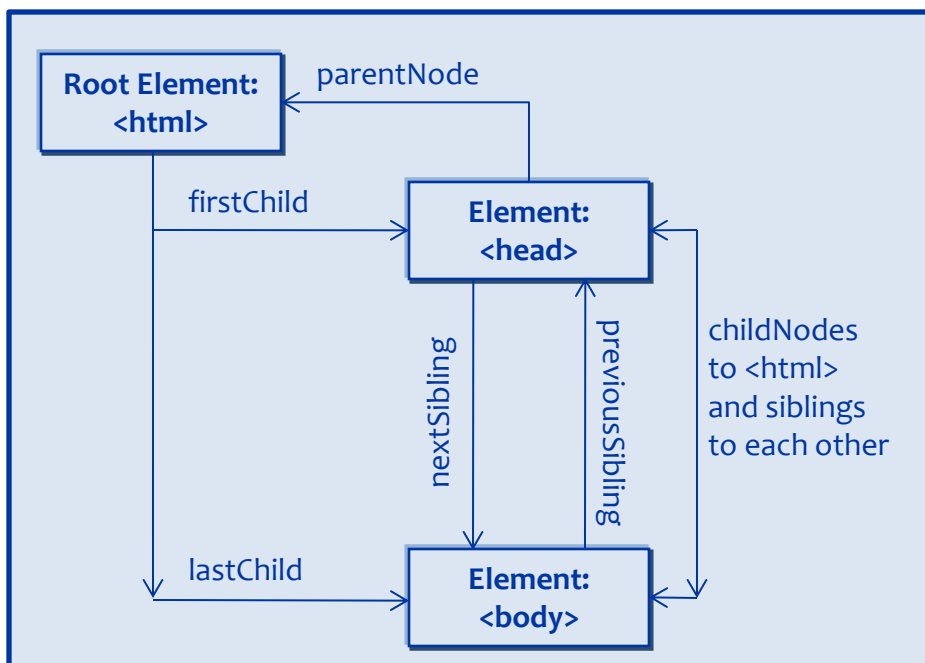 Root Element:
<html>
parentNode
firstChild
Element:
<head>
nextSibling
previousSibling
childNodes
to <html>
and siblings
to each other
lastChild
Element:
<body>